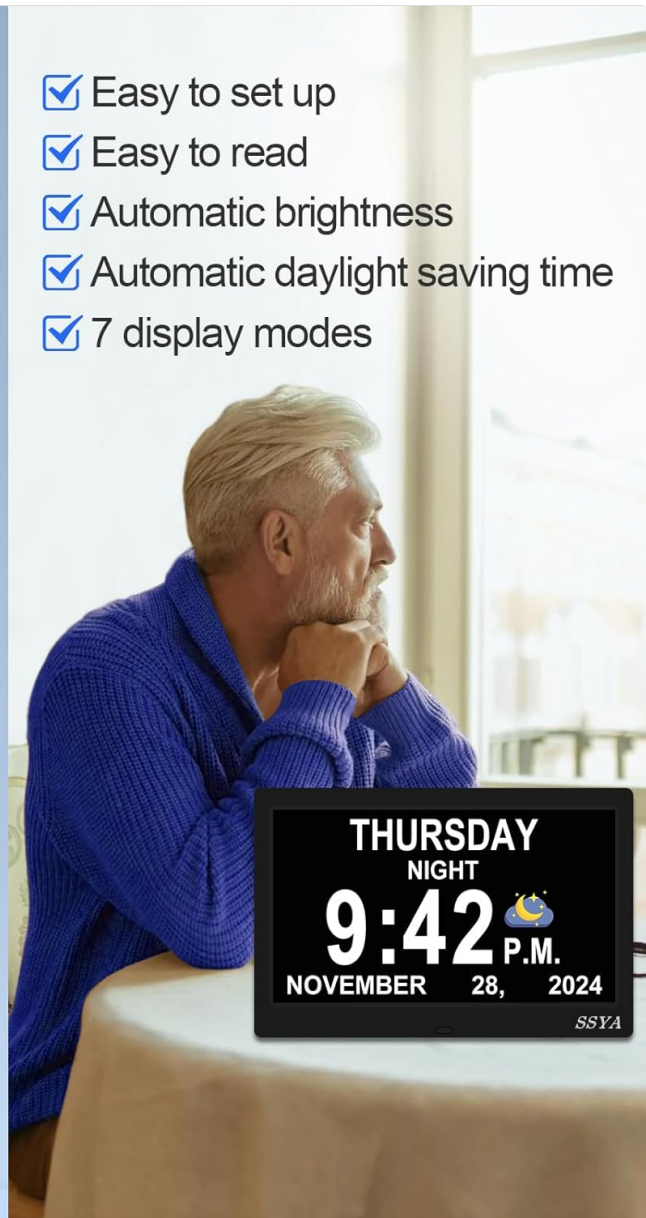 Easy to set up
Easy to read
Automatic brightness
Automatic daylight saving time
7 display modes
THURSDAY
NIGHT
9:42 P.M.
NOVEMBER 28, 2024
SSYA